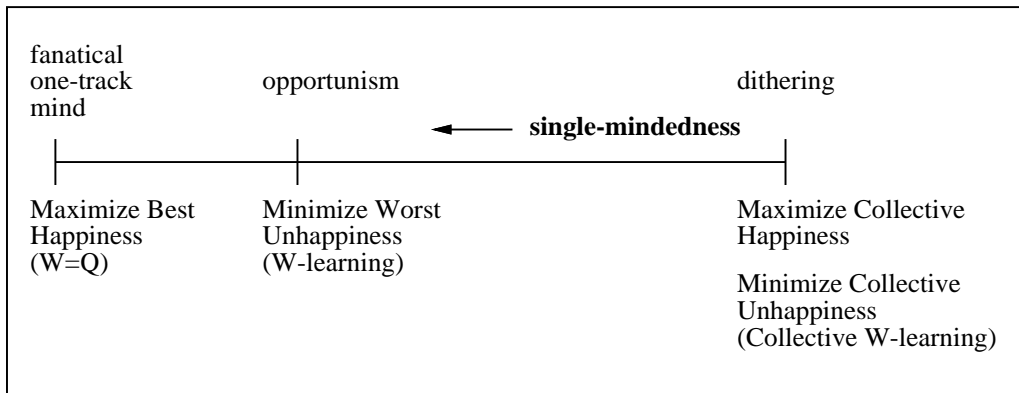 fanatical
one-track
mind
opportunism
dithering
single-mindedness
Maximize Best
Happiness
(W=Q)
Minimize Worst
Unhappiness
(W-learning)
Maximize Collective
Happiness
Minimize Collective
Unhappiness
(Collective W-learning)